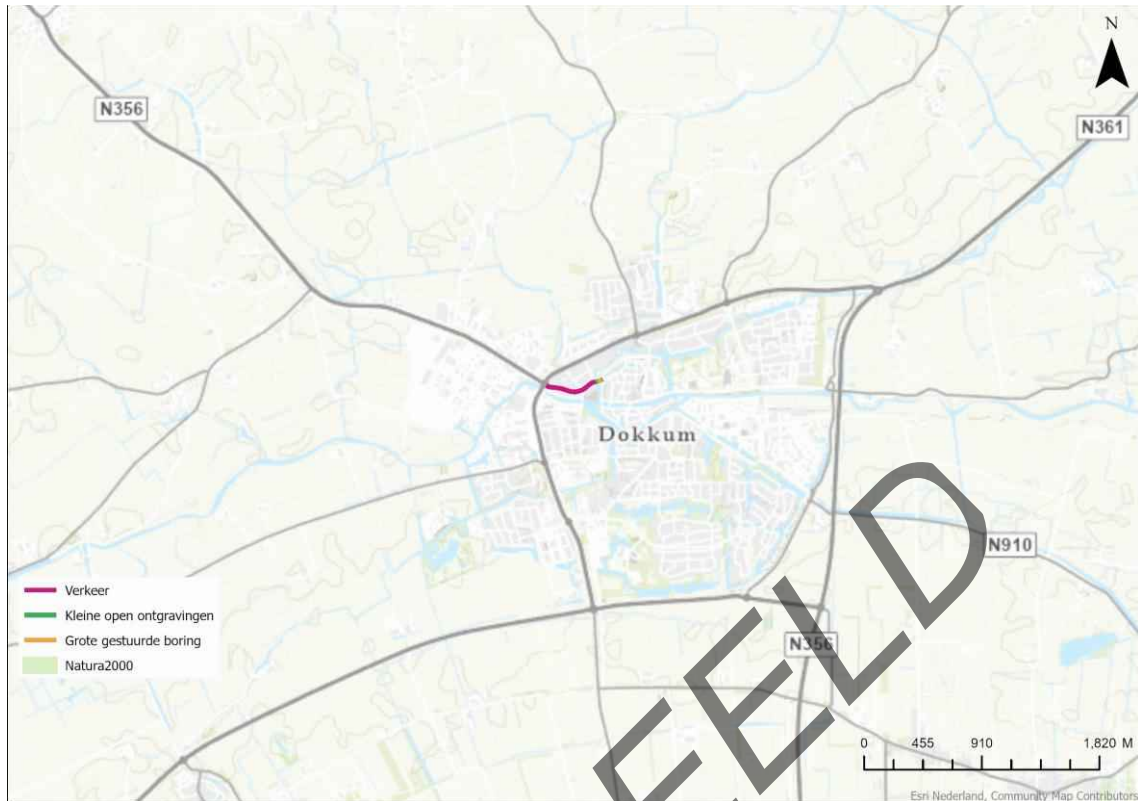 N
N356
N361
Dokkum
N910
Verkeer
Kleine open ontgravingen
Grote gestuurde boring
Natura2000
N356
EELD
0 455 910 1,820 M
Esri Nederland, Community Map Contributors